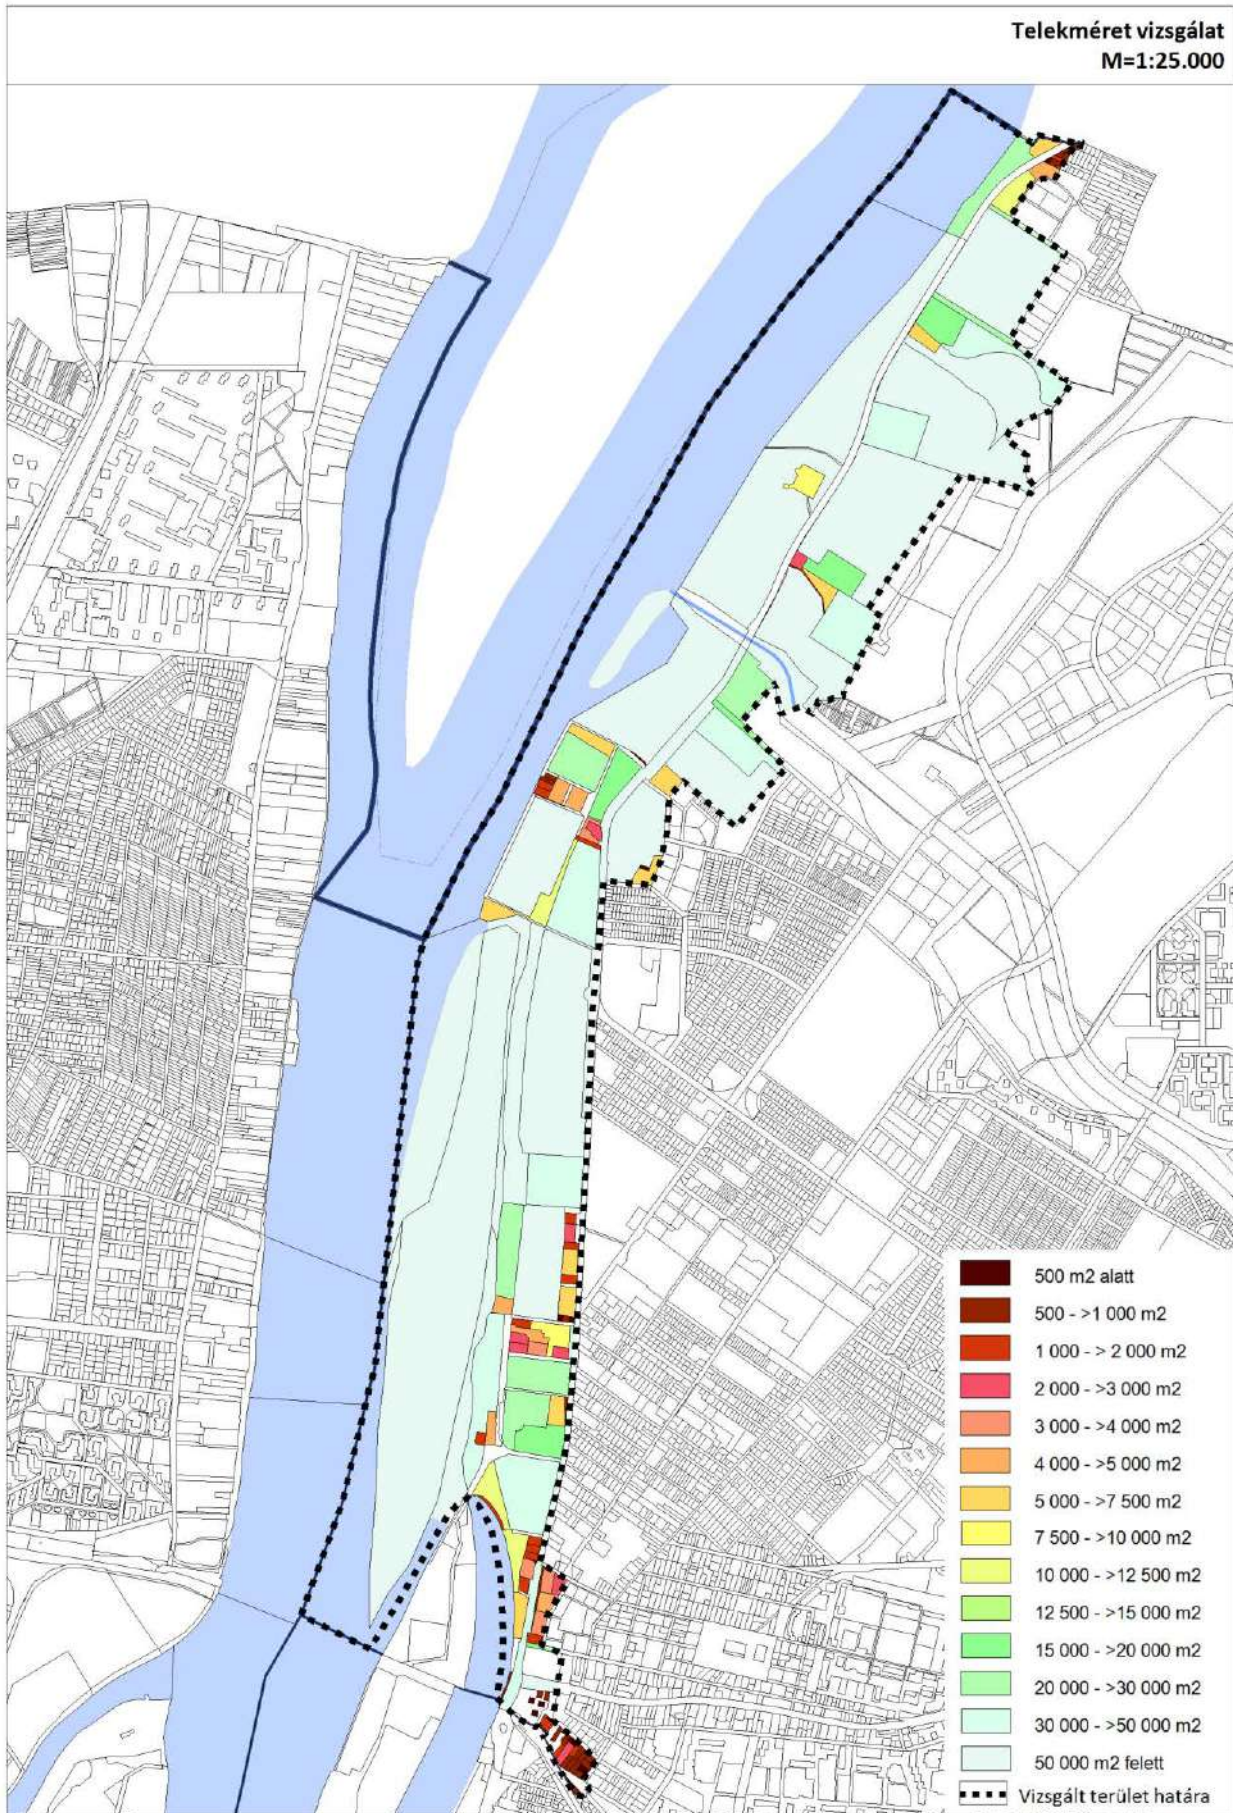 Telekméret vizsgálat
M=1:25.000
500 m2 alatt
500 - >1 000 m2
1 000 - > 2 000 m2
2 000 - >3 000 m2
3 000 - >4 000 m2
4 000 - >5 000 m2
5 000 - >7 500 m2
7 500 - >10 000 m2
10 000 - >12 500 m2
12 500 - >15 000 m2
15 000 - >20 000 m2
20 000 - >30 000 m2
30 000 - >50 000 m2
50 000 m2 felett
Vizsgált terület határa